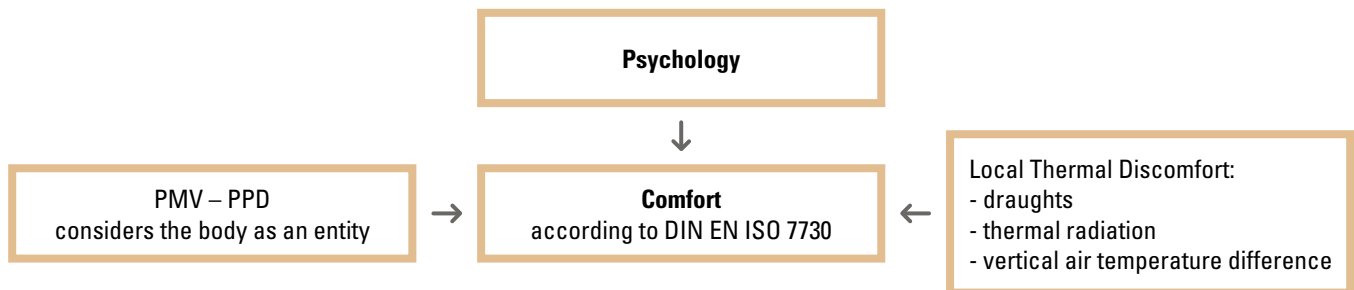 Psychology
PMV – PPD
considers the body as an entity
Comfort
according to DIN EN ISO 7730
Local Thermal Discomfort:
- draughts
- thermal radiation
- vertical air temperature difference